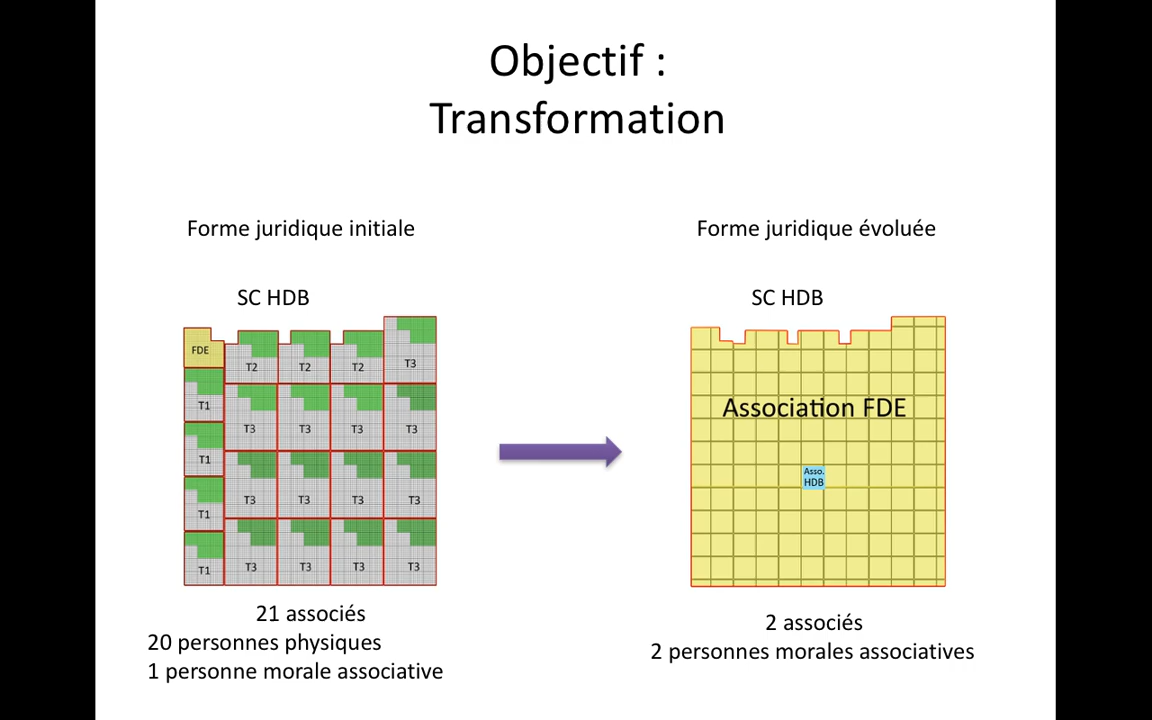 Objectif :
Transformation
Forme juridique initiale
SC HDB
FDE
T2 T2 T2 T3
T1
T3 T3 T3 T3
T1
T3 T3 T3 T3
T1
T3 T3 T3 T3
T1
21 associés
20 personnes physiques
1 personne morale associative
Forme juridique évoluée
SC HDB
Association FDE
Asso.
HDB
2 associés
2 personnes morales associatives